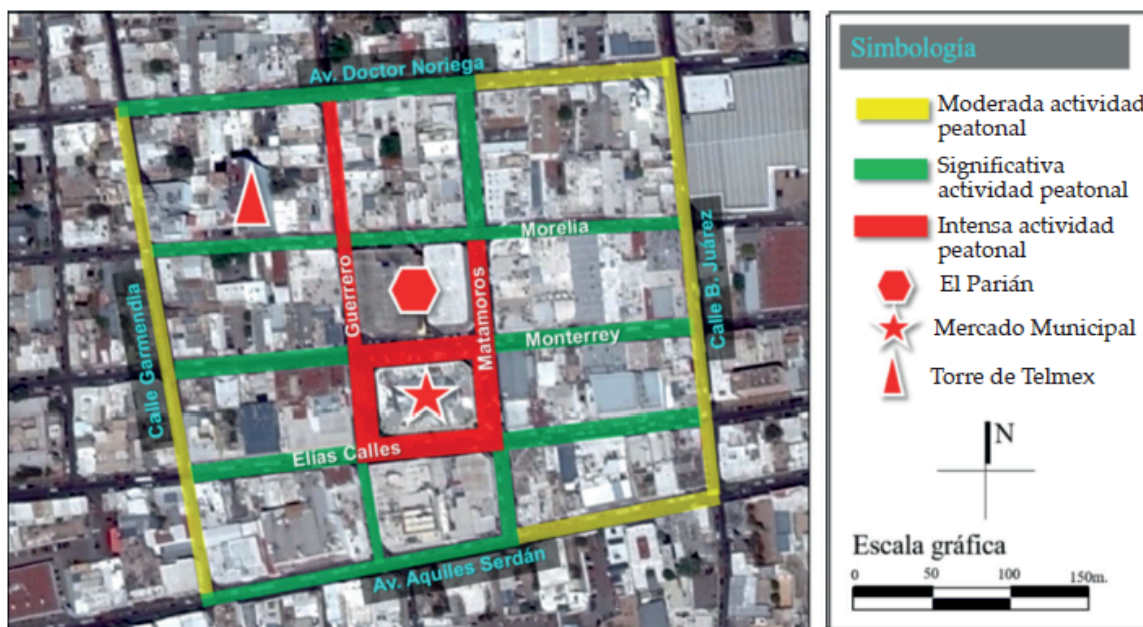 Av. Doctor Noriega
Morelia
Guerrero
Matamoros
Monterrey
Calle Garmendia
Calle B. Juárez
Elías Calles
Av. Aquiles Serdán
Simbología
Moderada actividad
peatonal
Significativa
actividad peatonal
Intensa actividad
peatonal
El Parián
Mercado Municipal
Torre de Telmex
N
Escala gráfica
0 50 100 150m.